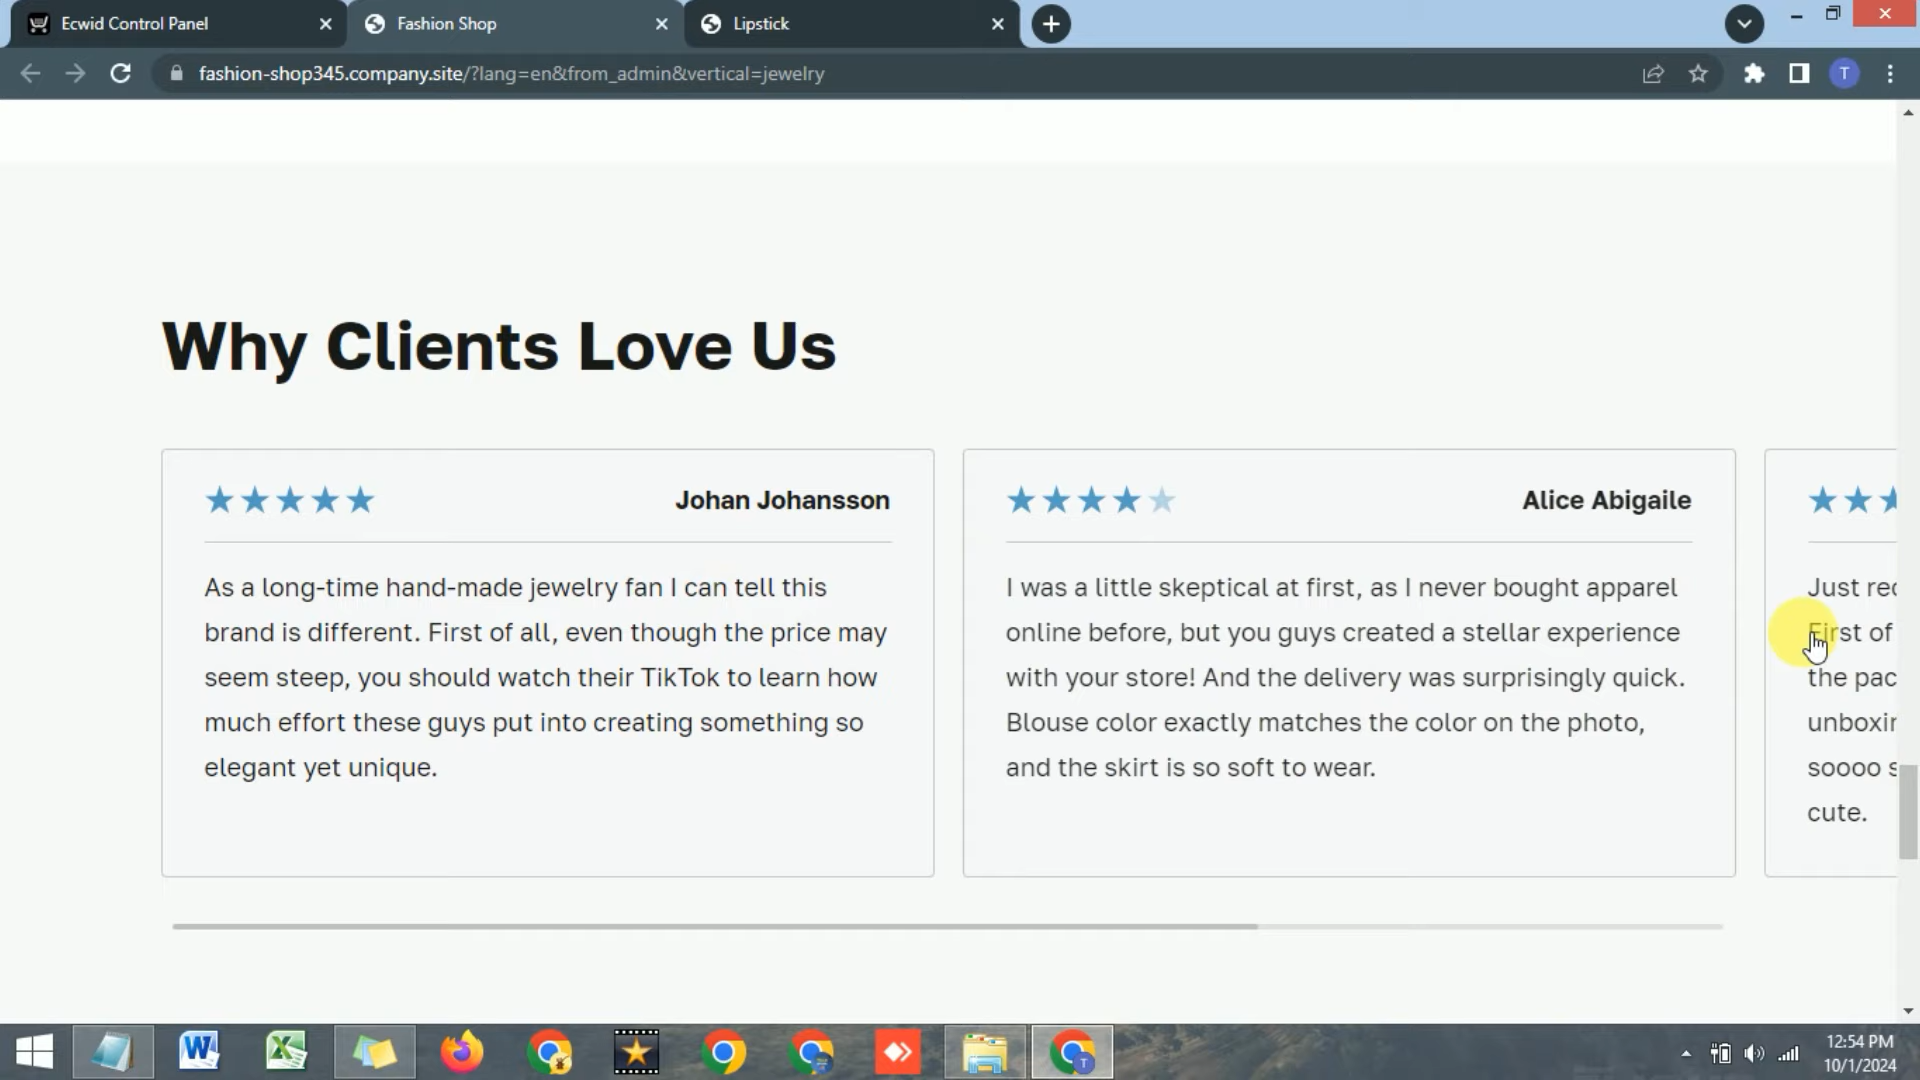 Ecwid Control Panel
Fashion Shop
Lipstick
fashion-shop345.company.site/?lang=en&from_admin&vertical=jewelry
T
Why Clients Love Us
Johan Johansson
As a long-time hand-made jewelry fan I can tell this
brand is different. First of all, even though the price may
seem steep, you should watch their TikTok to learn how
much effort these guys put into creating something so
elegant yet unique.
Alice Abigaile
I was a little skeptical at first, as I never bought apparel
online before, but you guys created a stellar experience
with your store! And the delivery was surprisingly quick.
Blouse color exactly matches the color on the photo,
and the skirt is so soft to wear.
Just rec
First of
the pac
unboxin
soooo s
cute.
12:54 PM
10/1/2024